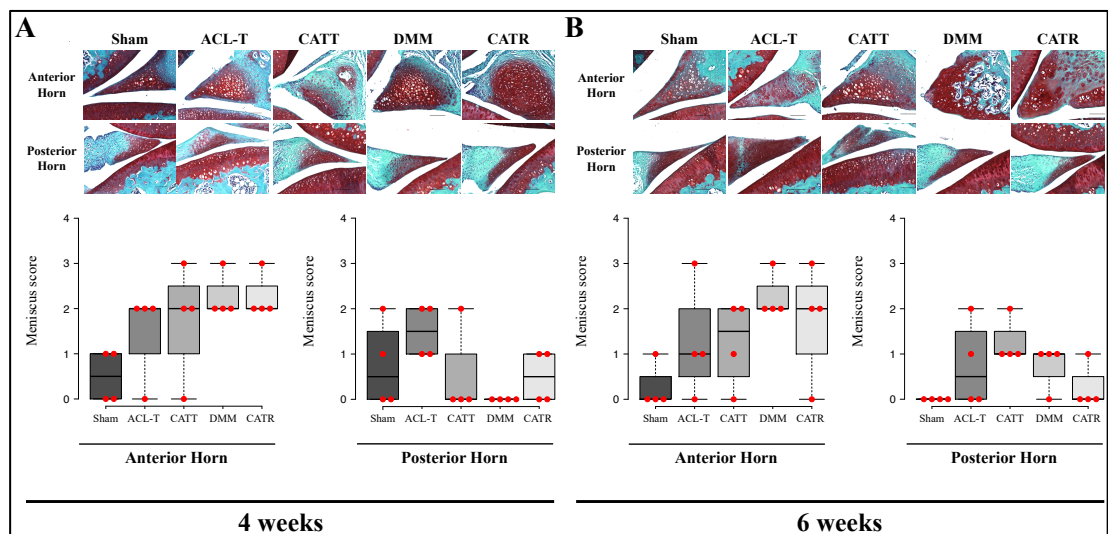 A
Sham ACL-T CATT DMM CATR
Anterior
Horn
Posterior
Horn
Meniscus score
4
3
2
1
0
Sham ACL-T CATT DMM CATR
Anterior Horn
Meniscus score
4
3
2
1
0
Sham ACL-T CATT DMM CATR
Posterior Horn
4 weeks
B
Sham ACL-T CATT DMM CATR
Anterior
Horn
Posterior
Horn
Meniscus score
4
3
2
1
0
Sham ACL-T CATT DMM CATR
Anterior Horn
Meniscus score
4
3
2
1
0
Sham ACL-T CATT DMM CATR
Posterior Horn
6 weeks